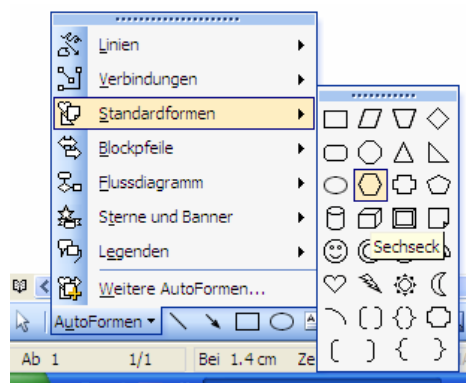 Linien
Verbindungen
Standardformen
Blockpfeile
Flussdiagramm
Sterne und Banner
Legenden
Weitere AutoFormen...
Sechseck
AutoFormen
Ab 1 1/1 Bei 1.4 cm Ze